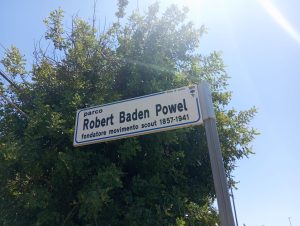 parco
Robert Baden Powel
fondatore movimento scout 1857-1941